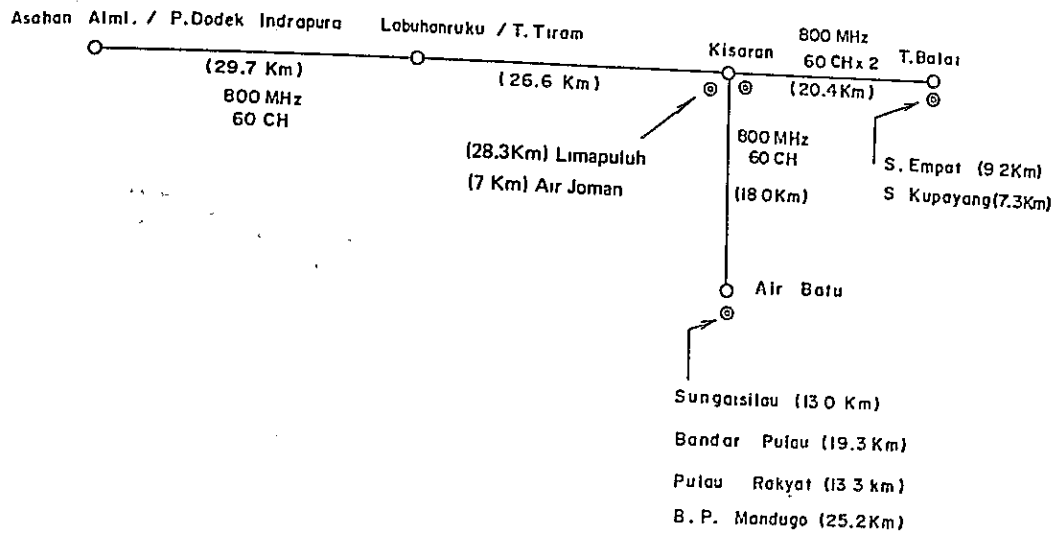 Asahan Alml. / P.Dodek Indrapura
Labuhanruku / T. Tiram
Kisaran
800 MHz
60 CH x 2
T.Balai
(29.7 Km)
800 MHz
60 CH
(26.6 Km)
(20.4Km)
(28.3Km) Limapuluh
(7 Km) Air Joman
800 MHz
60 CH
(18 0Km)
S. Empat (9 2Km)
S Kupayang (7.3Km)
Air Batu
Sungaisilau (13 0 Km)
Bandar Pulau (19.3 Km)
Pulau Rakyat (13 3 km)
B. P. Mandugo (25.2Km)